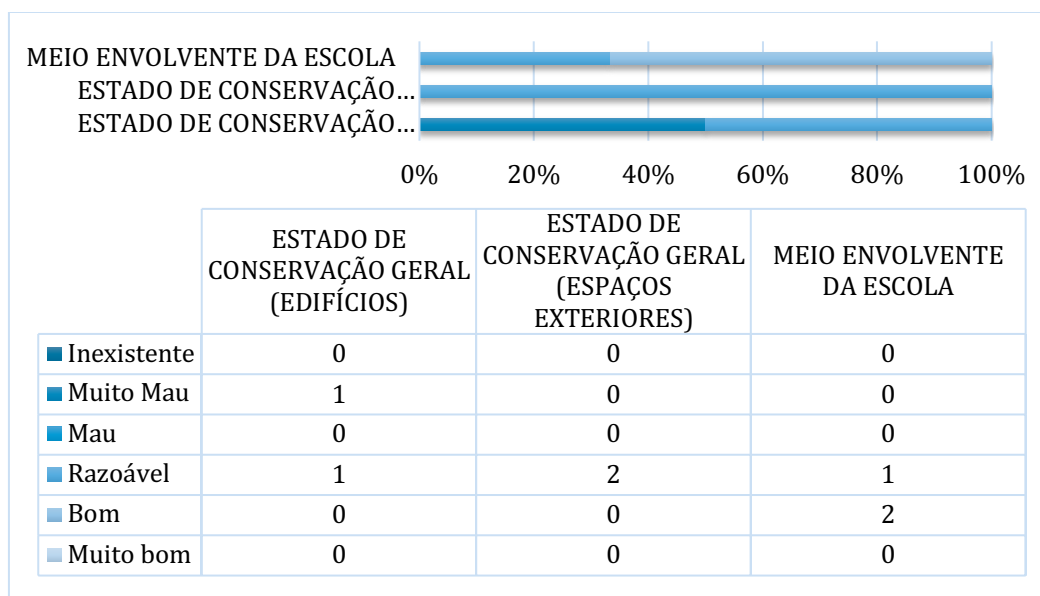 MEIO ENVOLVENTE DA ESCOLA
ESTADO DE CONSERVAÇÃO...
ESTADO DE CONSERVAÇÃO...
0% 20% 40% 60% 80% 100%
ESTADO DE
CONSERVAÇÃO GERAL
(EDIFÍCIOS)
ESTADO DE
CONSERVAÇÃO GERAL
(ESPAÇOS
EXTERIORES)
MEIO ENVOLVENTE
DA ESCOLA
Inexistente 0 0 0
Muito Mau 1 0 0
Mau 0 0 0
Razoável 1 2 1
Bom 0 0 2
Muito bom 0 0 0